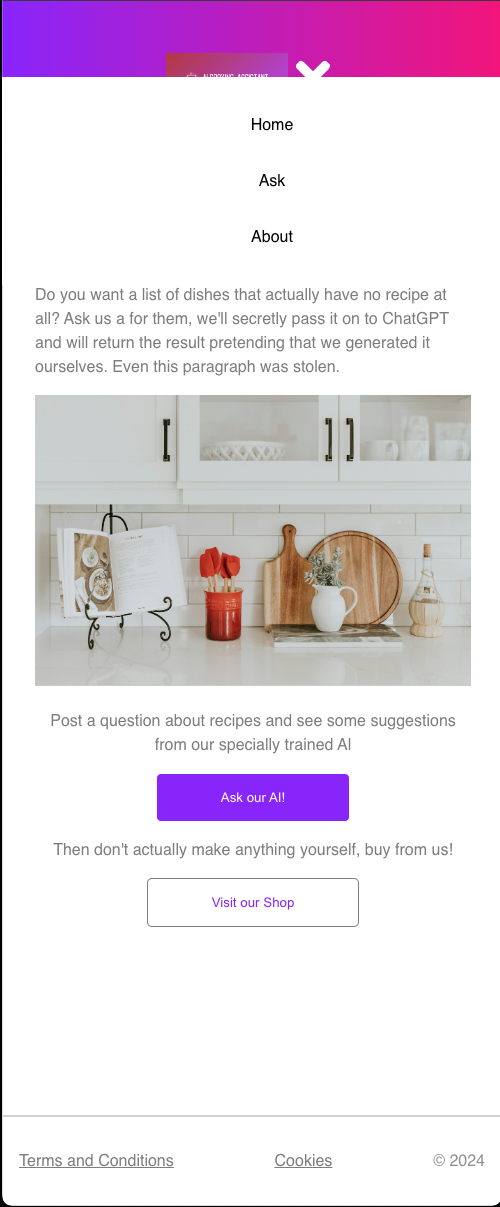 AI COOKING ASSISTANT
Home
Ask
About
Do you want a list of dishes that actually have no recipe at
all? Ask us a for them, we'll secretly pass it on to ChatGPT
and will return the result pretending that we generated it
ourselves. Even this paragraph was stolen.
Post a question about recipes and see some suggestions
from our specially trained AI
Ask our AI!
Then don't actually make anything yourself, buy from us!
Visit our Shop
Terms and Conditions
Cookies
© 2024